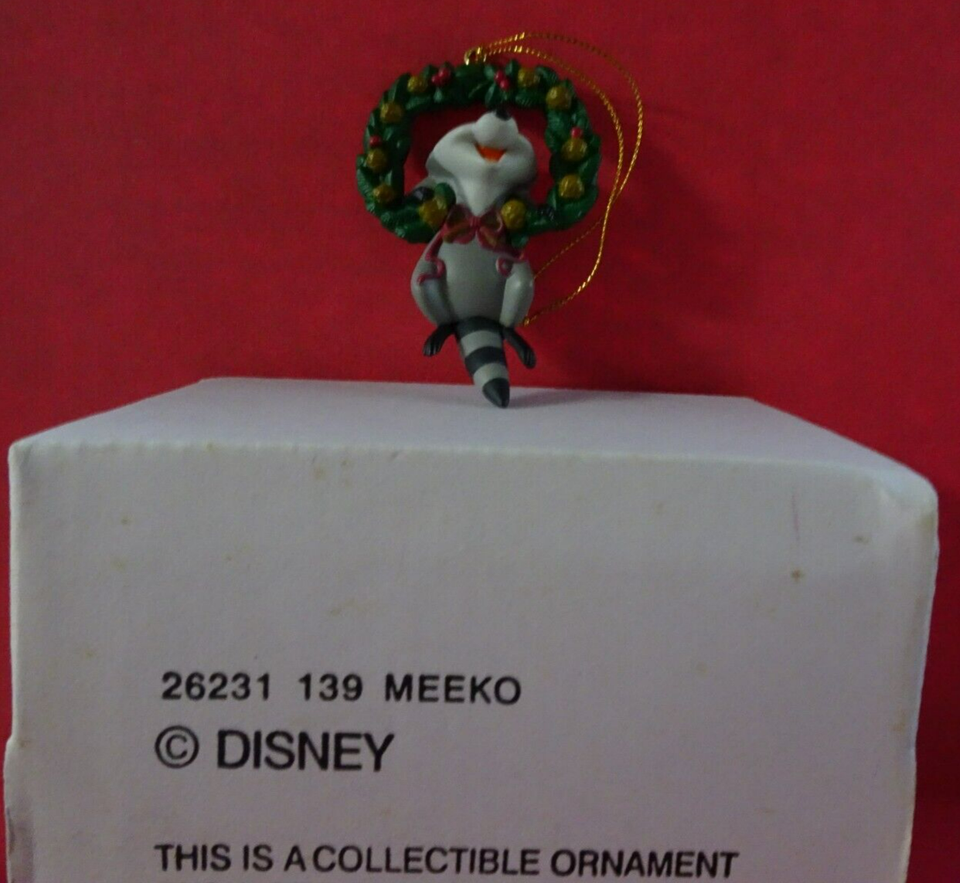 26231 139 MEEKO
© DISNEY
THIS IS A COLLECTIBLE ORNAMENT